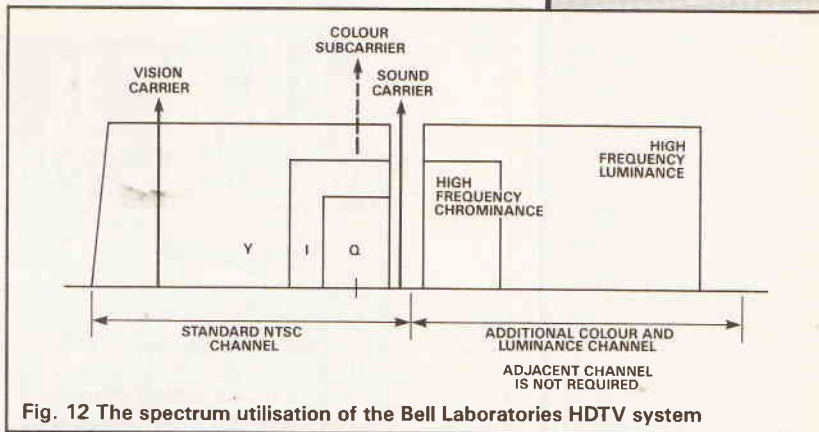 COLOUR
SUBCARRIER
VISION
CARRIER
SOUND
CARRIER
HIGH
FREQUENCY
LUMINANCE
HIGH
FREQUENCY
CHROMINANCE
Y I Q
STANDARD NTSC
CHANNEL
ADDITIONAL COLOUR AND
LUMINANCE CHANNEL
ADJACENT CHANNEL
IS NOT REQUIRED
Fig. 12 The spectrum utilisation of the Bell Laboratories HDTV system